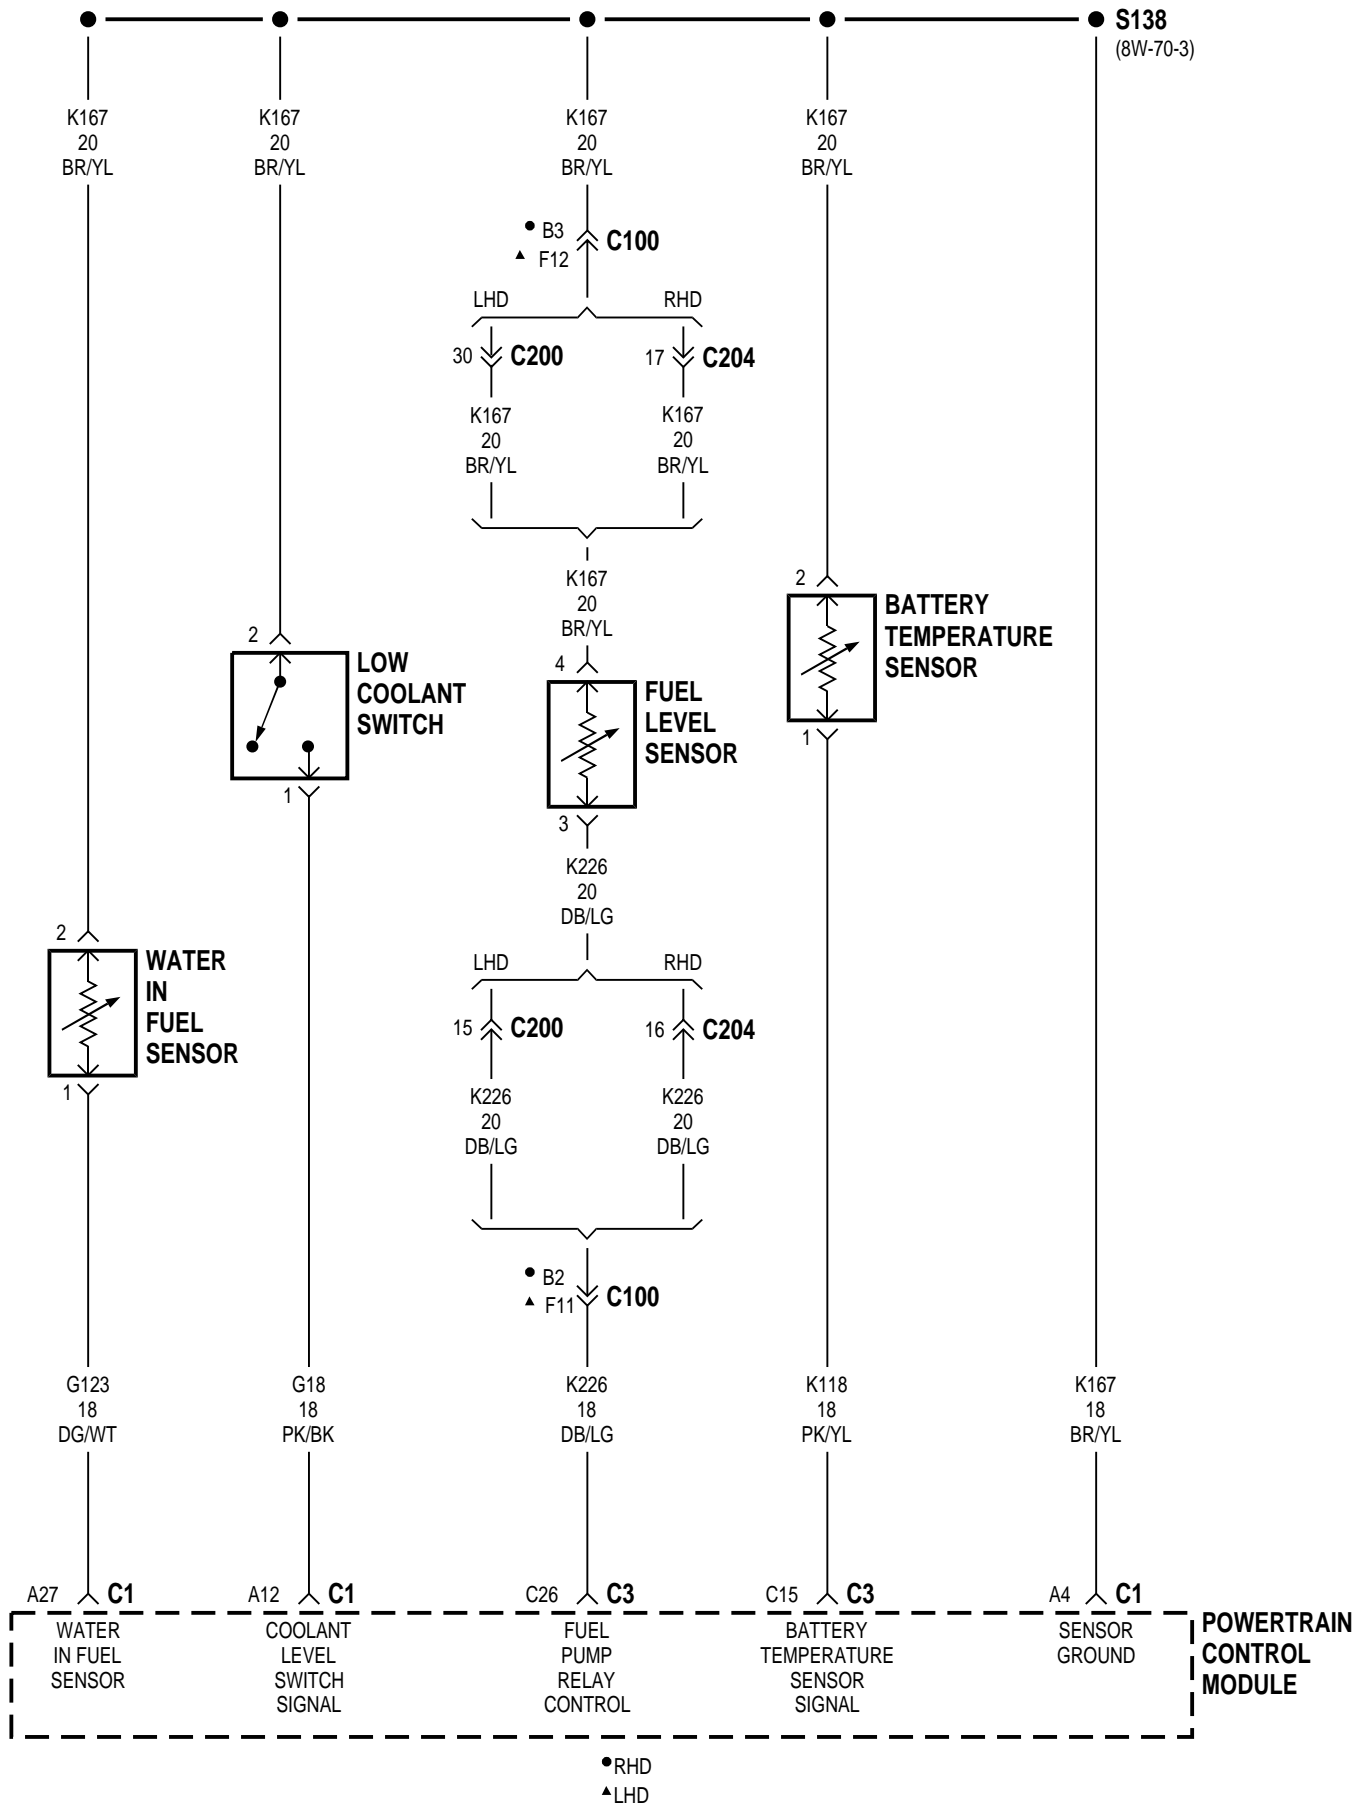 S138
(8W-70-3)
K167
20
BR/YL
K167
20
BR/YL
K167
20
BR/YL
K167
20
BR/YL
● B3
▲ F12
C100
LHD
RHD
30
C200
17
C204
K167
20
BR/YL
K167
20
BR/YL
K167
20
BR/YL
4
FUEL
LEVEL
SENSOR
3
2
BATTERY
TEMPERATURE
SENSOR
1
2
LOW
COOLANT
SWITCH
1
K226
20
DB/LG
2
WATER
IN
FUEL
SENSOR
1
LHD
RHD
15
C200
16
C204
K226
20
DB/LG
K226
20
DB/LG
● B2
▲ F11
C100
G123
18
DG/WT
G18
18
PK/BK
K226
18
DB/LG
K118
18
PK/YL
K167
18
BR/YL
A27
C1
A12
C1
C26
C3
C15
C3
A4
C1
WATER
IN FUEL
SENSOR
COOLANT
LEVEL
SWITCH
SIGNAL
FUEL
PUMP
RELAY
CONTROL
BATTERY
TEMPERATURE
SENSOR
SIGNAL
SENSOR
GROUND
POWERTRAIN
CONTROL
MODULE
●RHD
▲LHD